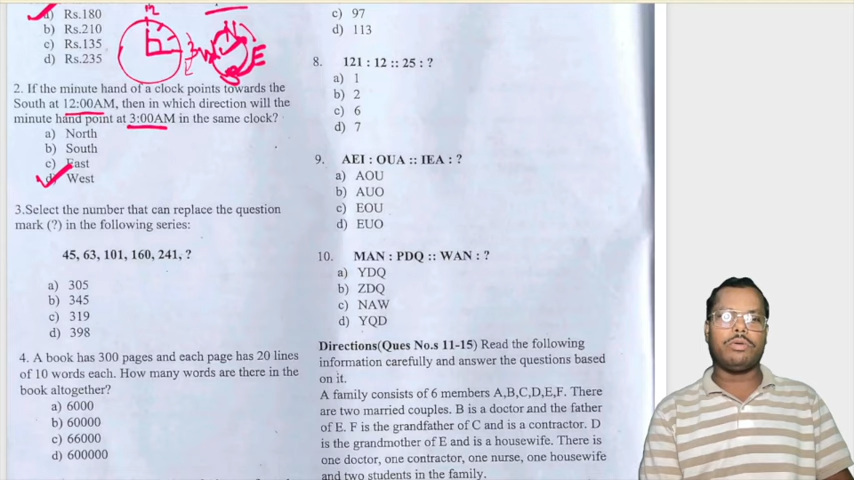 a) Rs.180
b) Rs.210
c) Rs.135
d) Rs.235
12
3
N
W
E
S
2. If the minute hand of a clock points towards the
South at 12:00AM, then in which direction will the
minute hand point at 3:00AM in the same clock?
a) North
b) South
c) East
d) West
3.Select the number that can replace the question
mark (?) in the following series:
45, 63, 101, 160, 241, ?
a) 305
b) 345
c) 319
d) 398
4. A book has 300 pages and each page has 20 lines
of 10 words each. How many words are there in the
book altogether?
a) 6000
b) 60000
c) 66000
d) 600000
c) 97
d) 113
8. 121 : 12 :: 25 : ?
a) 1
b) 2
c) 6
d) 7
9. AEI : OUA :: IEA : ?
a) AOU
b) AUO
c) EOU
d) EUO
10. MAN : PDQ :: WAN : ?
a) YDQ
b) ZDQ
c) NAW
d) YQD
Directions(Ques No.s 11-15) Read the following
information carefully and answer the questions based
on it.
A family consists of 6 members A,B,C,D,E,F. There
are two married couples. B is a doctor and the father
of E. F is the grandfather of C and is a contractor. D
is the grandmother of E and is a housewife. There is
one doctor, one contractor, one nurse, one housewife
and two students in the family.